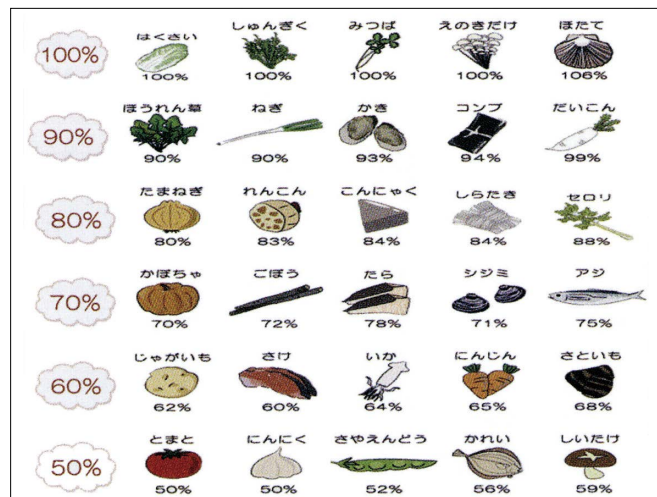 100%
はくさい しゅんぎく みつば えのきだけ ほたて
100% 100% 100% 100% 106%
90%
ほうれん草 ねぎ かき コンブ だいこん
90% 90% 93% 94% 99%
80%
たまねぎ れんこん こんにゃく しらたき セロリ
80% 83% 84% 84% 88%
70%
かぼちゃ ごぼう たら シジミ アジ
70% 72% 78% 71% 75%
60%
じゃがいも さけ いか にんじん さといも
62% 60% 64% 65% 68%
50%
とまと にんにく さやえんどう かれい しいたけ
50% 50% 52% 56% 59%